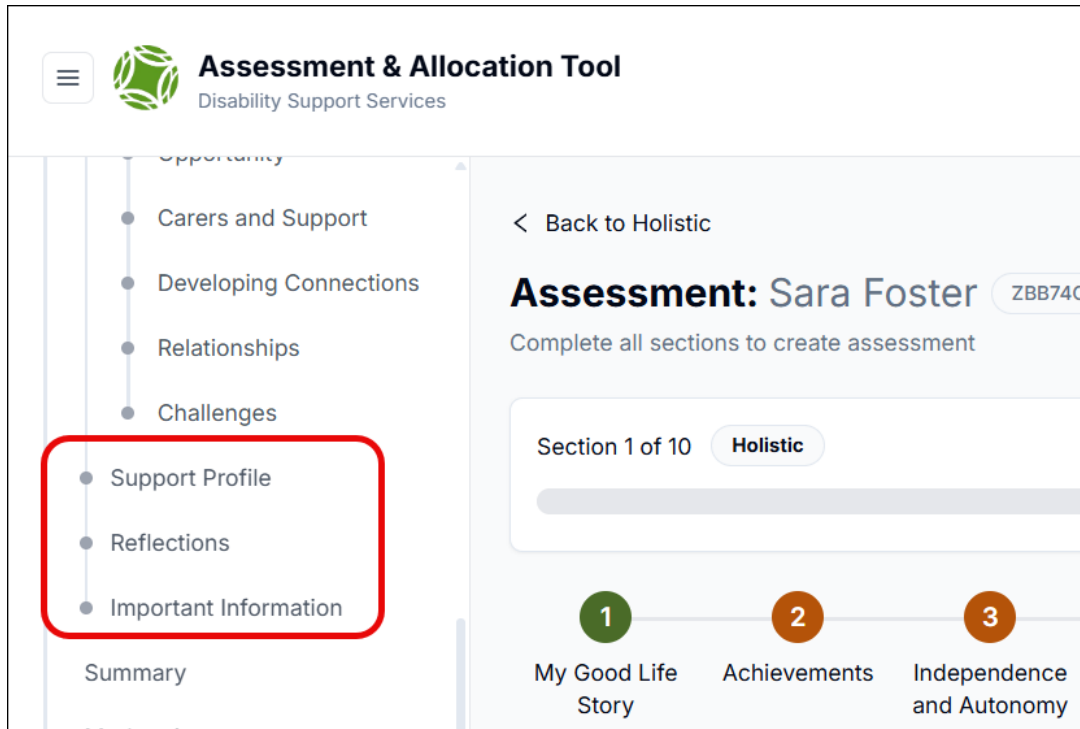 Assessment & Allocation Tool
Disability Support Services
Opportunity
Carers and Support
Developing Connections
Relationships
Challenges
Support Profile
Reflections
Important Information
Summary
Back to Holistic
Assessment: Sara Foster
Complete all sections to create assessment
Section 1 of 10 Holistic
1 2 3
My Good Life Achievements Independence
Story and Autonomy